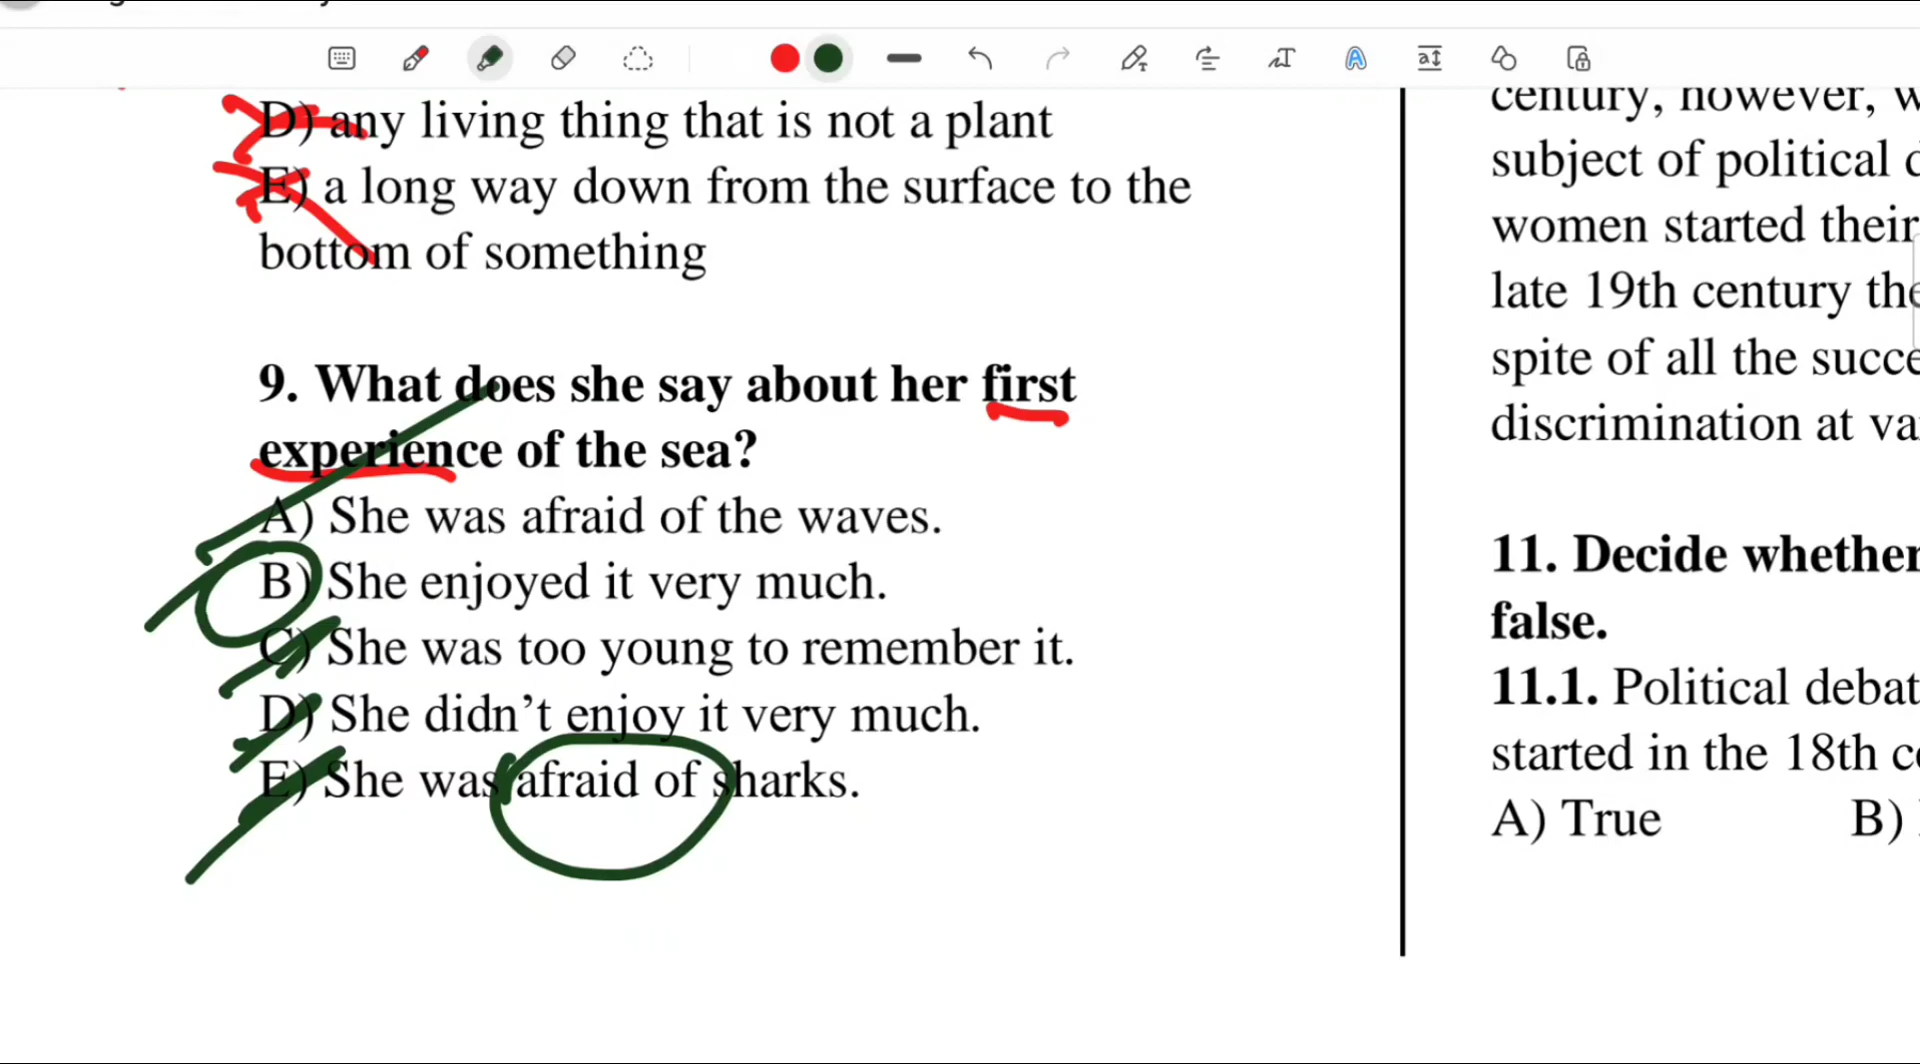 D) any living thing that is not a plant
E) a long way down from the surface to the
bottom of something
9. What does she say about her first
experience of the sea?
A) She was afraid of the waves.
B) She enjoyed it very much.
C) She was too young to remember it.
D) She didn't enjoy it very much.
E) She was afraid of sharks.
century, however, w
subject of political
women started their
late 19th century the
spite of all the succe
discrimination at va
11. Decide whether
false.
11.1. Political debat
started in the 18th ce
A) True B)